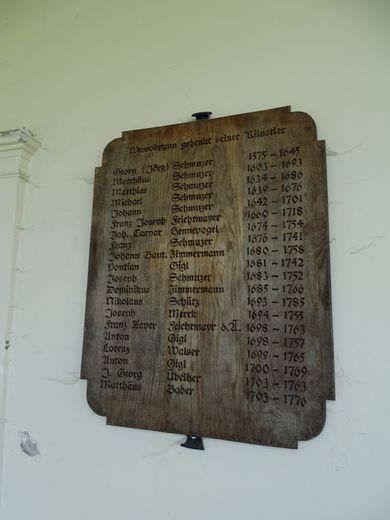 Wessobrunn gedenkt seiner Künstler
Georg (Jörg) Schmuzer 1575 – 1645
Matthäus Schmuzer 1603 – 1693
Matthias Schmuzer 1634 – 1686
Michael Schmuzer 1639 – 1676
Johann Schmuzer 1642 – 1701
Franz Joseph Feichtmayer 1660 – 1718
Joh. Caspar Hennevogel 1674 – 1754
Franz Schmuzer 1676 – 1741
Johann Bapt. Zimmermann 1680 – 1758
Pontian Gigl 1681 – 1742
Joseph Schmuzer 1683 – 1752
Dominikus Zimmermann 1685 – 1766
Nikolaus Schütz 1693 – 1785
Joseph Merck 1694 – 1755
Franz Xaver Feichtmayr d.Ä. 1698 – 1763
Anton Gigl 1698 – 1757
Lorenz Walser 1699 – 1765
Anton Gigl 1700 – 1769
J. Georg Übelher 1703 – 1763
Matthäus Bader 1703 – 1776